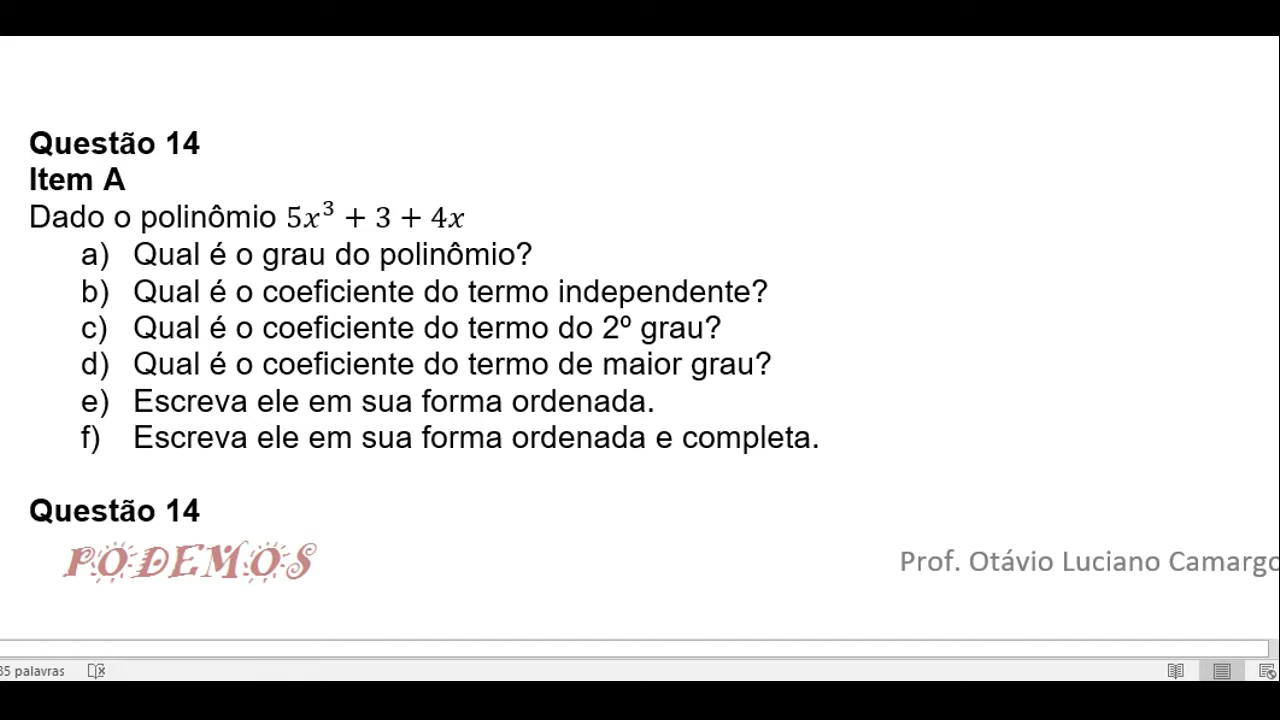 Questão 14
Item A
Dado o polinômio 5x³ + 3 + 4x
a) Qual é o grau do polinômio?
b) Qual é o coeficiente do termo independente?
c) Qual é o coeficiente do termo do 2º grau?
d) Qual é o coeficiente do termo de maior grau?
e) Escreva ele em sua forma ordenada.
f) Escreva ele em sua forma ordenada e completa.
Questão 14
PODEMOS
Prof. Otávio Luciano Camargo
35 palavras